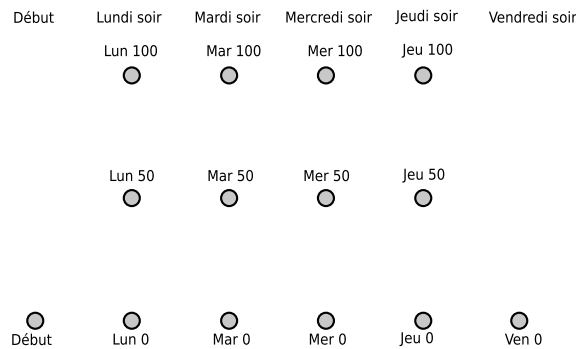 Début Lundi soir Mardi soir Mercredi soir Jeudi soir Vendredi soir
Lun 100 Mar 100 Mer 100 Jeu 100
Lun 50 Mar 50 Mer 50 Jeu 50
Début Lun 0 Mar 0 Mer 0 Jeu 0 Ven 0